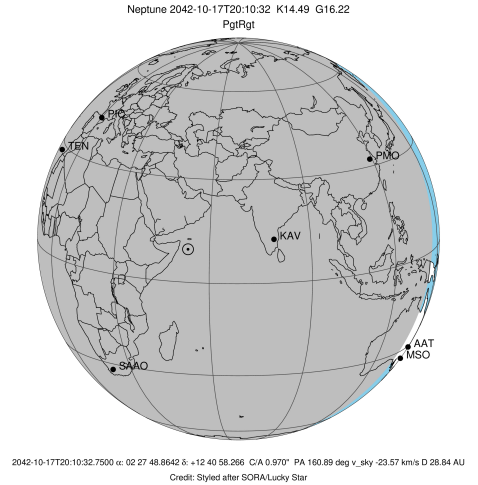 Neptune 2042-10-17T20:10:32 K14.49 G16.22
PgtRgt
PIC
TEN
PMO
KAV
AAT
MSO
SAAO
2042-10-17T20:10:32.7500 α: 02 27 48.8642 δ: +12 40 58.266 C/A 0.970" PA 160.89 deg v_sky -23.57 km/s D 28.84 AU
Credit: Styled after SORA/Lucky Star